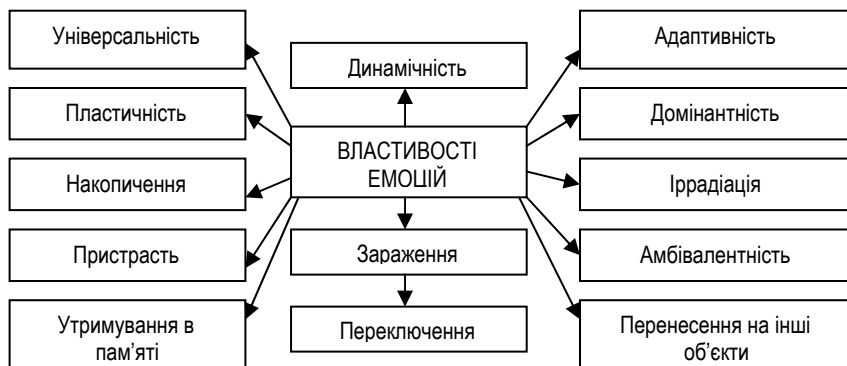 Універсальність
Динамічність
Адаптивність
Пластичність
Домінантність
ВЛАСТИВОСТІ
ЕМОШІЙ
Накопичення
Іррадіація
Пристрасть
Зараження
Амбівалентність
Утримування в
пам’яті
Переключення
Перенесення на інші
об’єкти